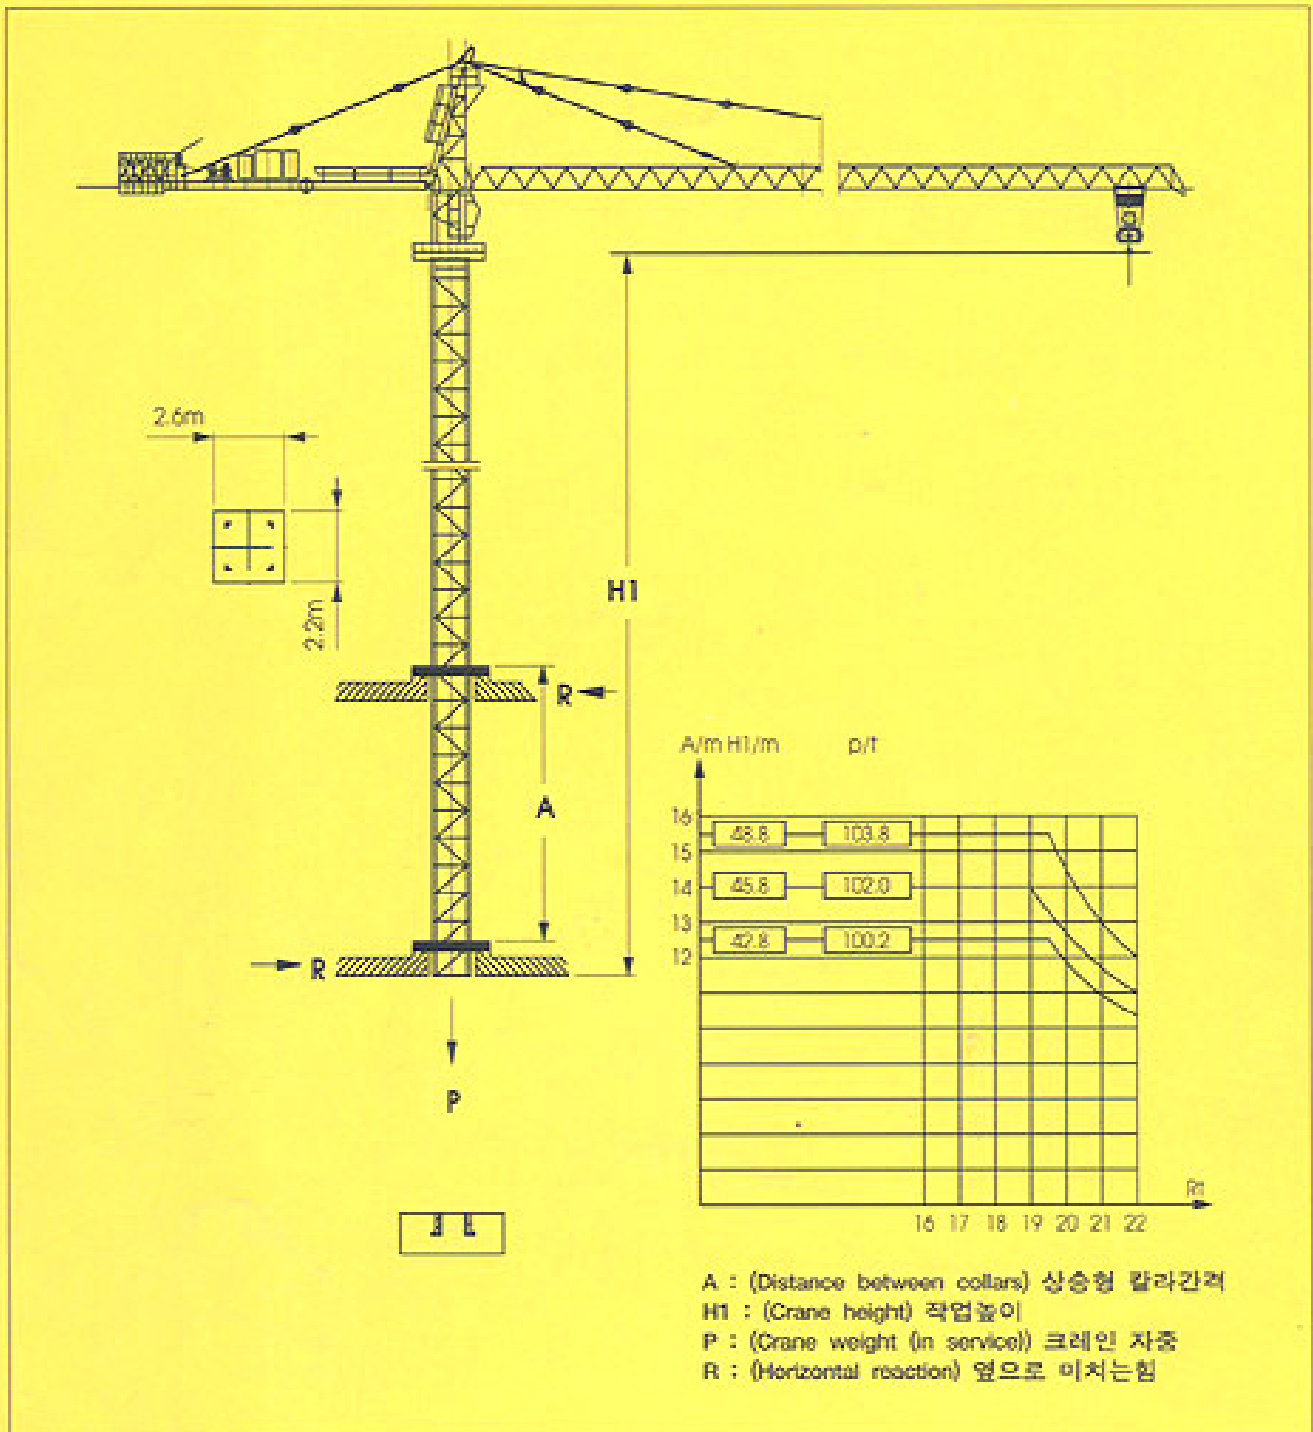 2.6m
2.2m
H1
R
A
R
P
A/m H1/m p/t
16
48.8 103.8
15
14 45.8 102.0
13
42.8 100.2
12
Rt
16 17 18 19 20 21 22
A : (Distance between collars) 상승형 칼라간격
H1 : (Crane height) 작업높이
P : (Crane weight (in service)) 크레인 자중
R : (Horizontal reaction) 옆으로 미치는힘